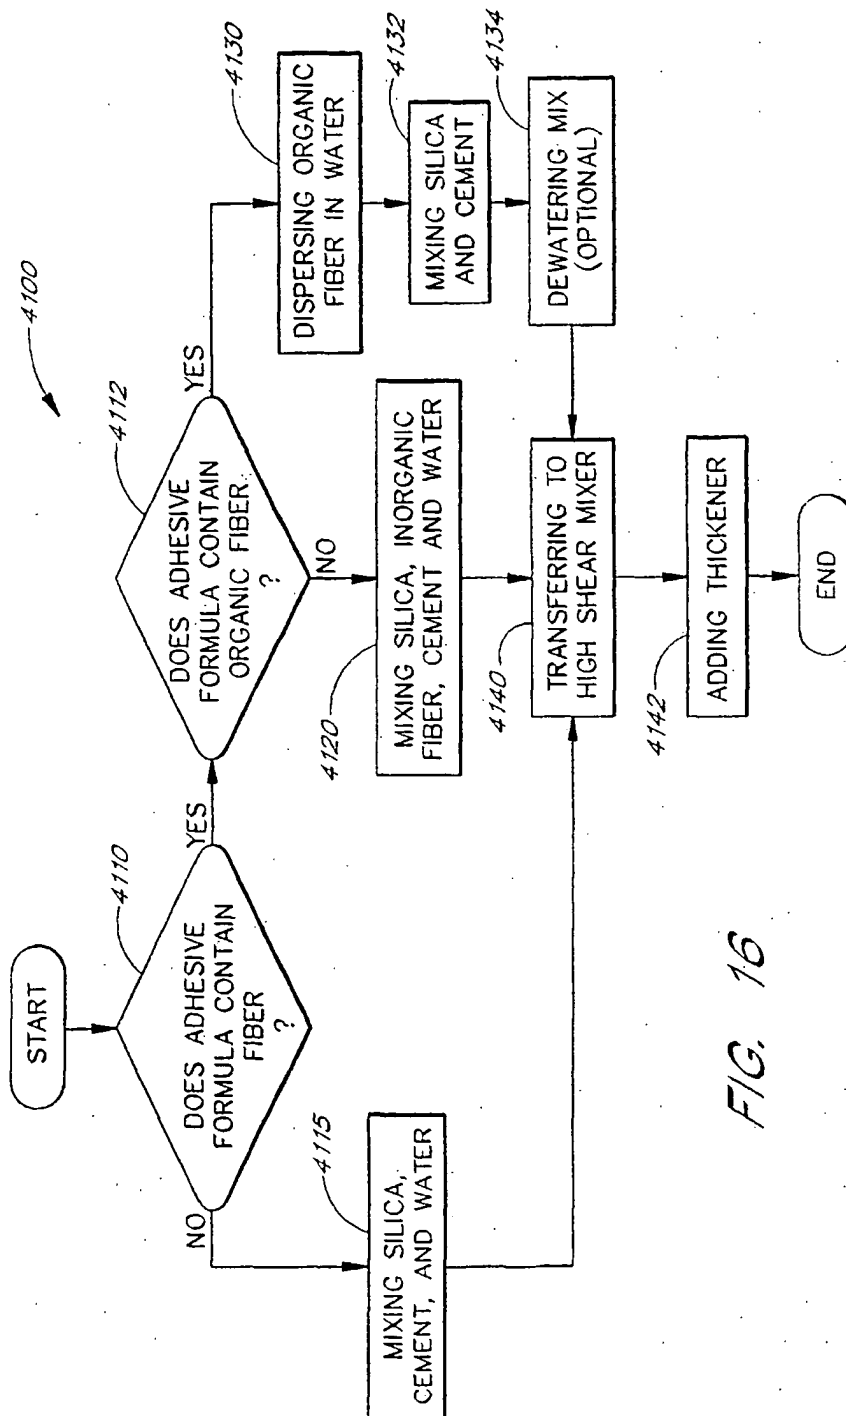 4100
START
4110
DOES ADHESIVE
FORMULA CONTAIN
FIBER
?
NO
YES
4112
DOES ADHESIVE
FORMULA CONTAIN
ORGANIC FIBER
?
YES
NO
4115
MIXING SILICA,
CEMENT, AND WATER
4120
MIXING SILICA, INORGANIC
FIBER, CEMENT AND WATER
4130
DISPERSING ORGANIC
FIBER IN WATER
4132
MIXING SILICA
AND CEMENT
4134
DEWATERING MIX
(OPTIONAL)
4140
TRANSFERRING TO
HIGH SHEAR MIXER
4142
ADDING THICKENER
END
FIG. 16